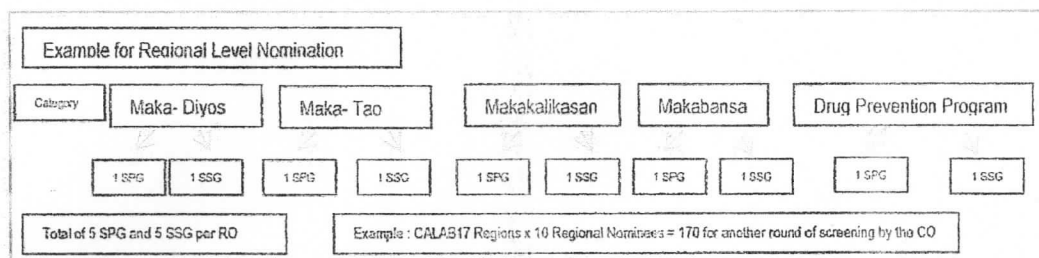 Example for Regional Level Nomination
Category
Maka- Diyos
Maka- Tao
Makakalikasan
Makabansa
Drug Prevention Program
1 SPG
1 SSG
1 SPG
1 SSG
1 SPG
1 SSG
1 SPG
1 SSG
1 SPG
1 SSG
Total of 5 SPG and 5 SSG per RO
Example : CALAB17 Regions x 10 Regional Nominees = 170 for another round of screening by the CO